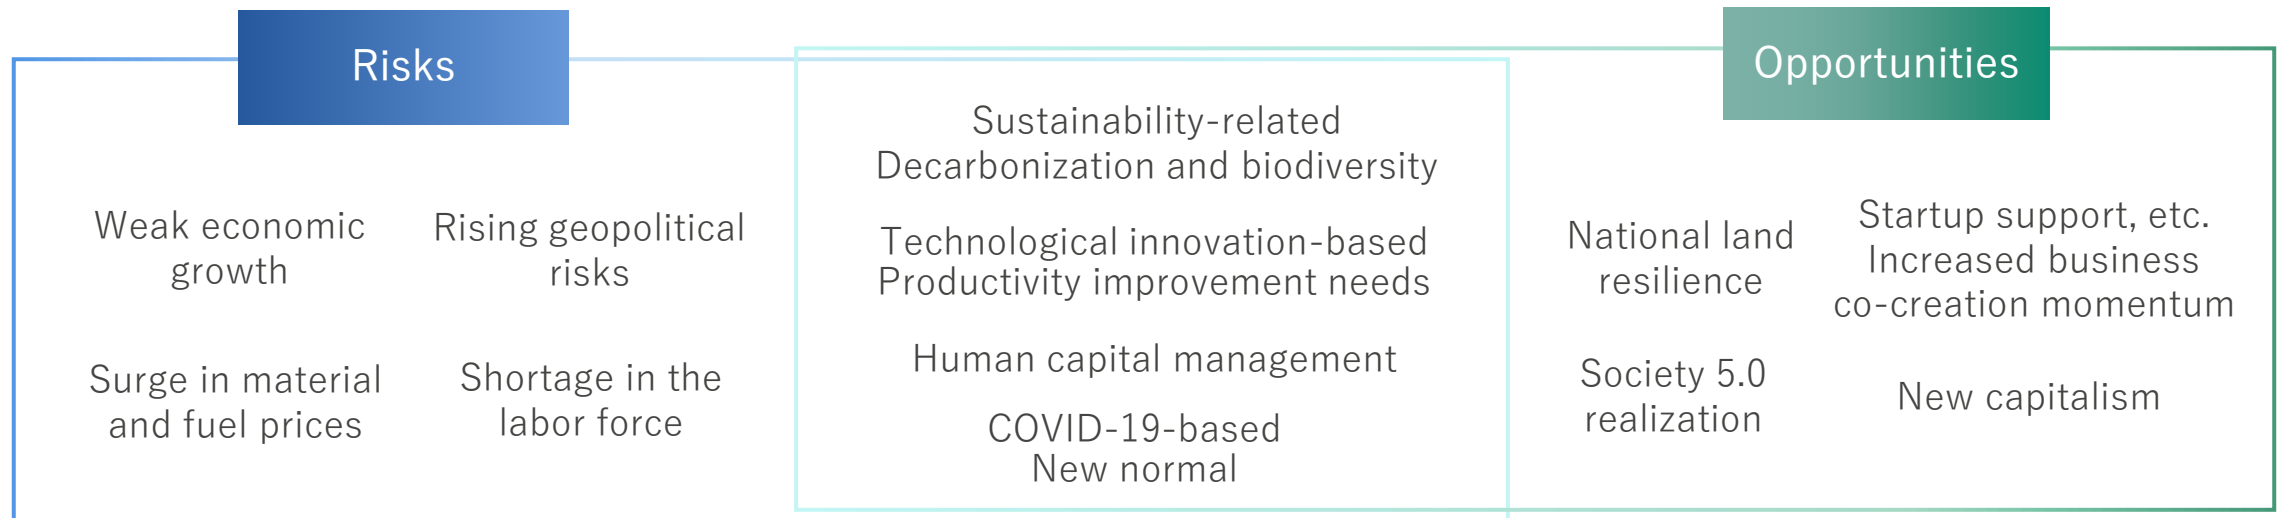 Risks
Weak economic
growth
Rising geopolitical
risks
Surge in material
and fuel prices
Shortage in the
labor force
Sustainability-related
Decarbonization and biodiversity
Technological innovation-based
Productivity improvement needs
Human capital management
COVID-19-based
New normal
Opportunities
National land
resilience
Startup support, etc.
Increased business
co-creation momentum
Society 5.0
realization
New capitalism